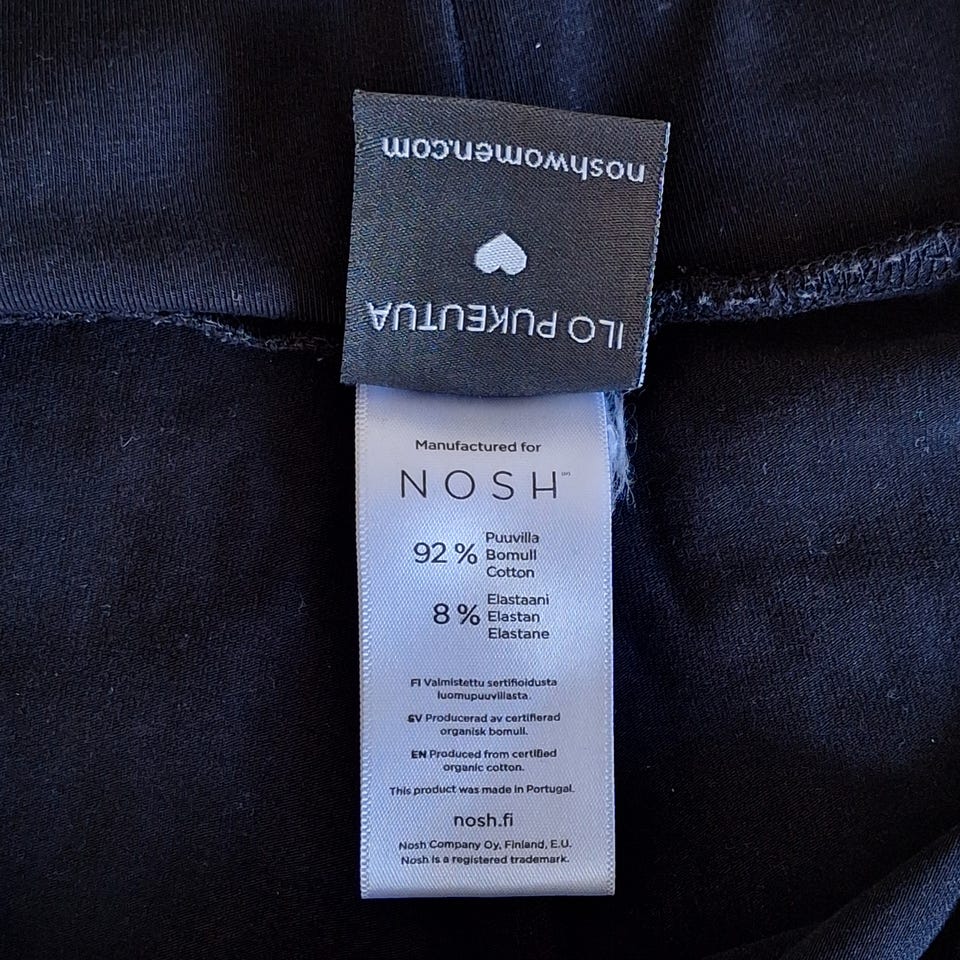 ILO PUKEUTUA
noshwomen.com
Manufactured for
NOSH™
92 %
Puuvilla
Bomull
Cotton
8 %
Elastaani
Elastan
Elastane
FI Valmistettu sertifioidusta
luomupuuvillasta.
SV Producerad av certifierad
organisk bomull.
EN Produced from certified
organic cotton.
This product was made in Portugal.
nosh.fi
Nosh Company Oy, Finland, E.U.
Nosh is a registered trademark.